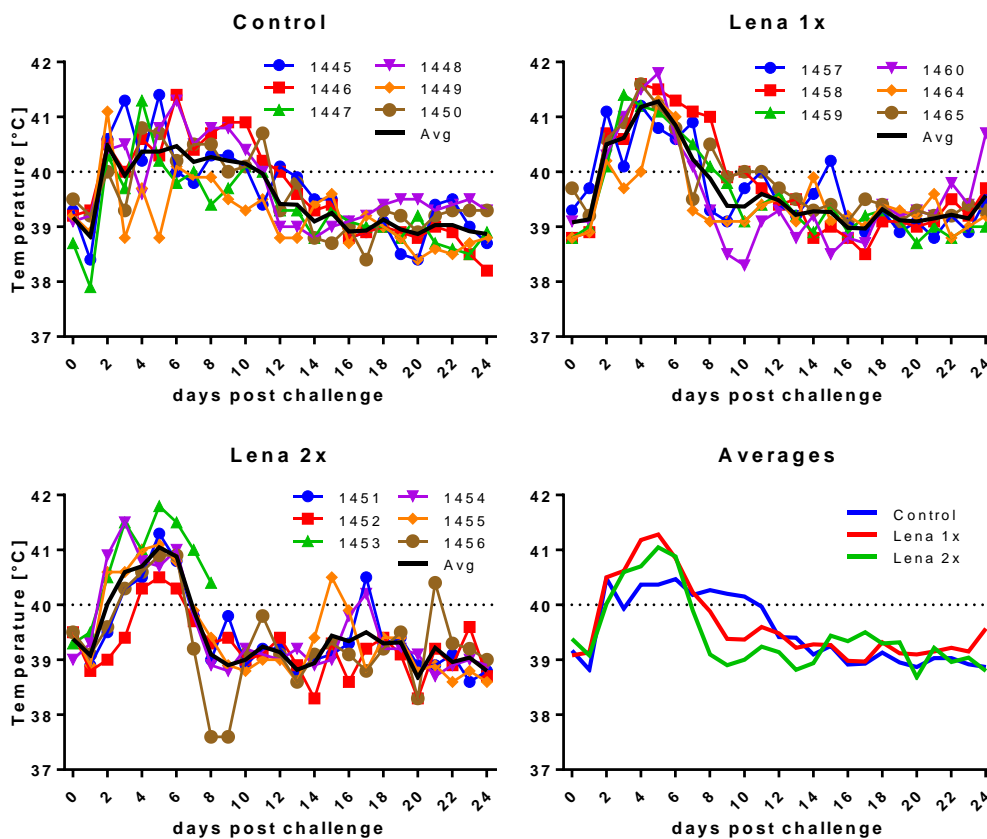 Control
Temperature [°C]
42
41
40
39
38
37
1445
1446
1447
1448
1449
1450
Avg
0 2 4 6 8 10 12 14 16 18 20 22 24
days post challenge
Lena 1x
42
41
40
39
38
37
1457
1458
1459
1460
1464
1465
Avg
0 2 4 6 8 10 12 14 16 18 20 22 24
days post challenge
Lena 2x
Temperature [°C]
42
41
40
39
38
37
1451
1452
1453
1454
1455
1456
Avg
0 2 4 6 8 10 12 14 16 18 20 22 24
days post challenge
Averages
42
41
40
39
38
37
Control
Lena 1x
Lena 2x
0 2 4 6 8 10 12 14 16 18 20 22 24
days post challenge